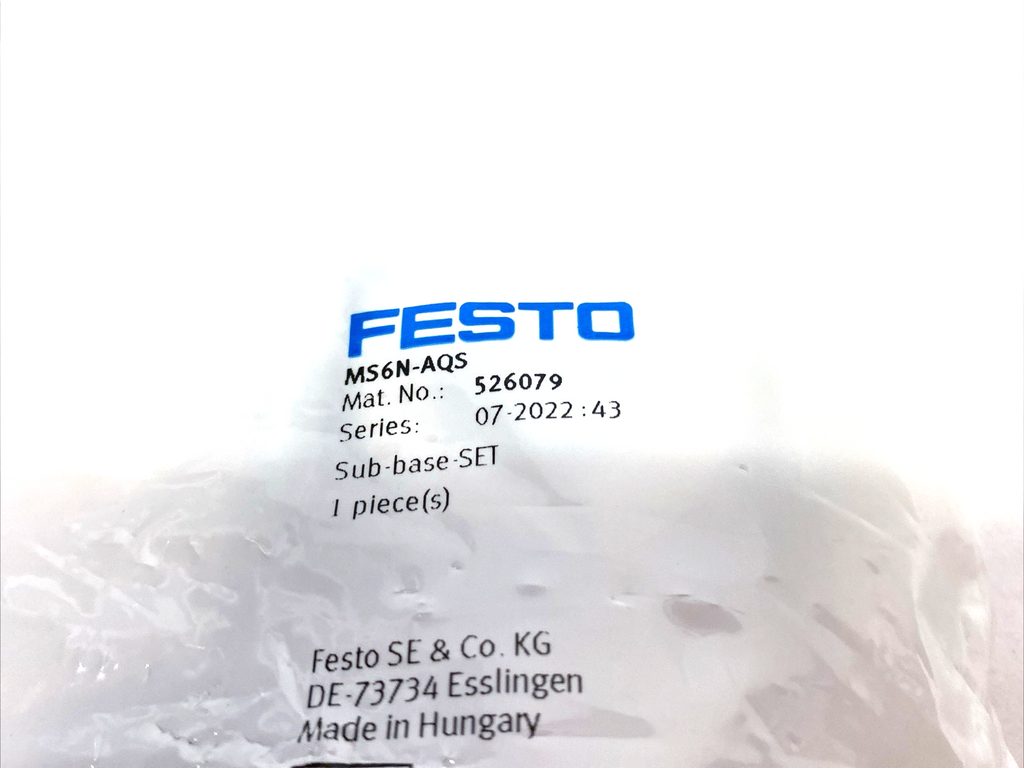 FESTO
MS6N-AQS
Mat. No.: 526079
Series: 07-2022:43
Sub-base-SET
1 piece(s)
Festo SE & Co. KG
DE-73734 Esslingen
Made in Hungary